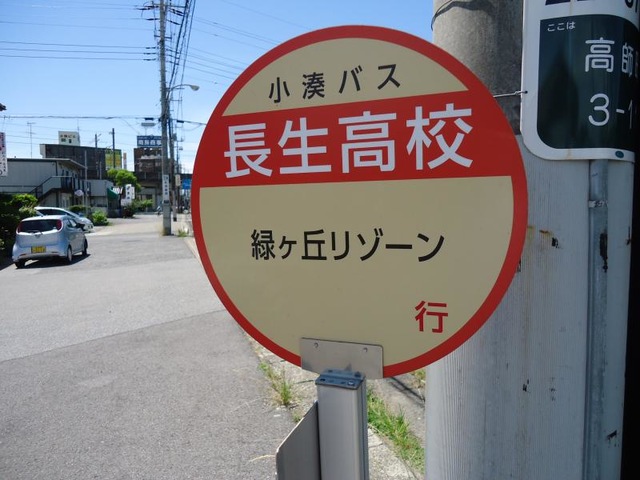 小湊バス
長生高校
緑ヶ丘リゾーン
行
ここは
高師
3-